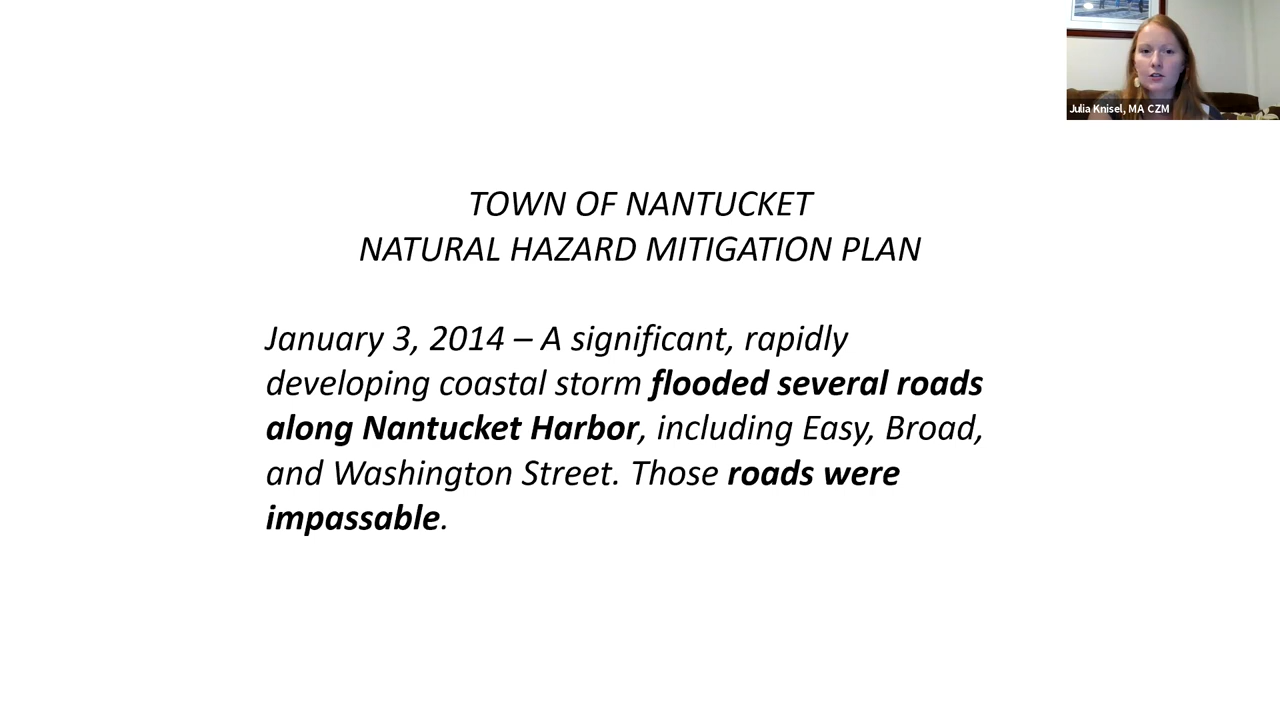 Julia Knisel, MA CZM
TOWN OF NANTUCKET
NATURAL HAZARD MITIGATION PLAN
January 3, 2014 – A significant, rapidly
developing coastal storm flooded several roads
along Nantucket Harbor, including Easy, Broad,
and Washington Street. Those roads were
impassable.